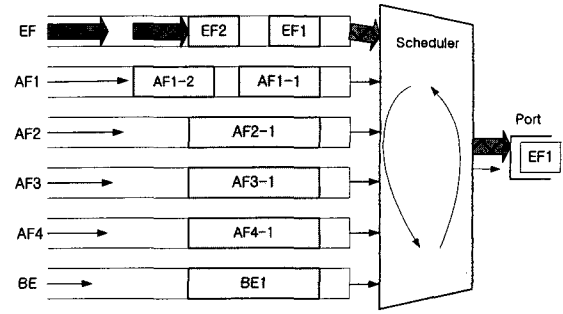 EF EF2 EF1
Scheduler
AF1 AF1-2 AF1-1
AF2 AF2-1
Port
EF1
AF3 AF3-1
AF4 AF4-1
BE BE1